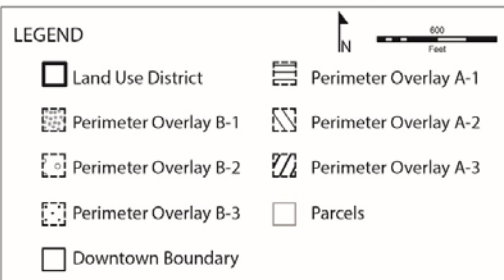 LEGEND
N
600
Feet
Land Use District
Perimeter Overlay B-1
Perimeter Overlay B-2
Perimeter Overlay B-3
Downtown Boundary
Perimeter Overlay A-1
Perimeter Overlay A-2
Perimeter Overlay A-3
Parcels